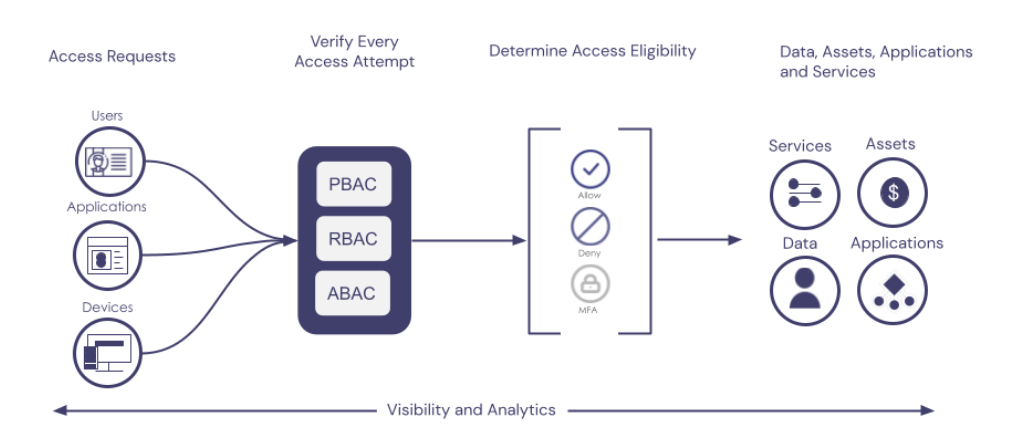 Access Requests
Verify Every
Access Attempt
Determine Access Eligibility
Data, Assets, Applications
and Services
Users
Applications
Devices
PBAC
RBAC
ABAC
Allow
Deny
MFA
Services
Assets
$
Data
Applications
Visibility and Analytics